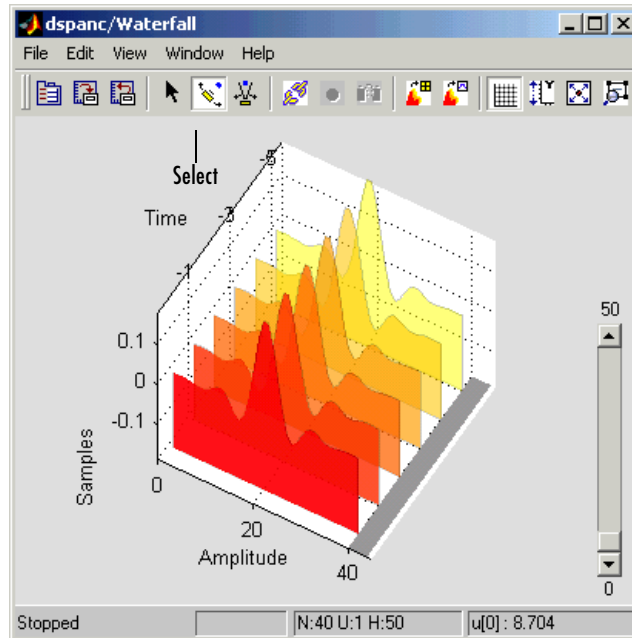 dspanc/Waterfall
File Edit View Window Help
Select
Time
-5
-3
-1
0.1
0
-0.1
Samples
0
20
40
Amplitude
50
0
Stopped
N:40 U:1 H:50
u[0] : 8.704